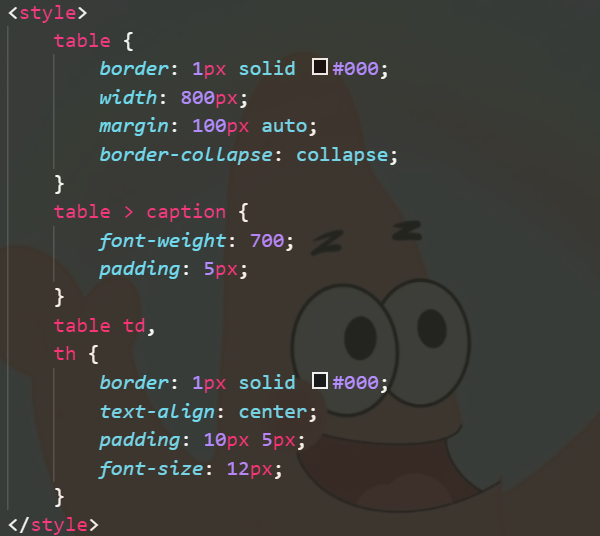 <style>
    table {
        border: 1px solid #000;
        width: 800px;
        margin: 100px auto;
        border-collapse: collapse;
    }
    table > caption {
        font-weight: 700;
        padding: 5px;
    }
    table td,
    th {
        border: 1px solid #000;
        text-align: center;
        padding: 10px 5px;
        font-size: 12px;
    }
</style>